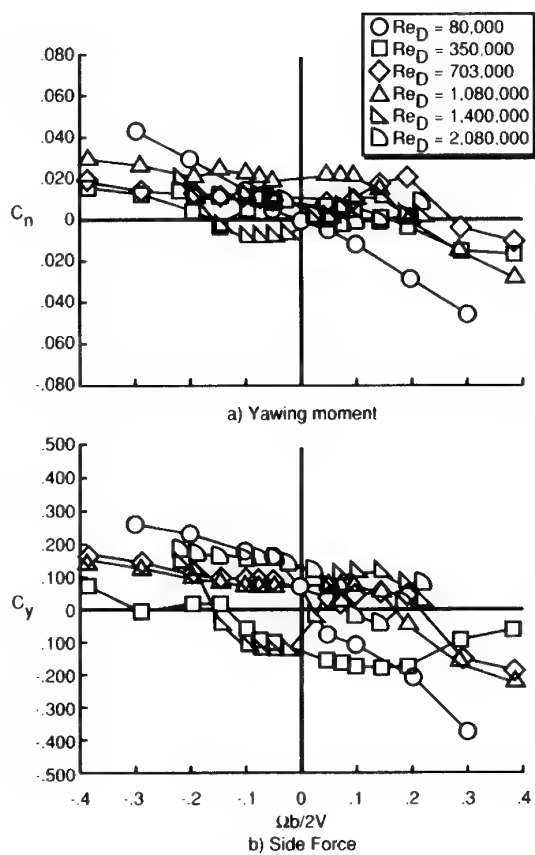 Re_D = 80,000
Re_D = 350,000
Re_D = 703,000
Re_D = 1,080,000
Re_D = 1,400,000
Re_D = 2,080,000
.080
.060
.040
.020
C_n 0
.020
.040
.060
-.080
a) Yawing moment
.500
.400
.300
.200
.100
C_y 0
.100
-.200
-.300
-.400
-.500
-.4 -.3 -.2 -.1 0 .1 .2 .3 .4
Ωb/2V
b) Side Force